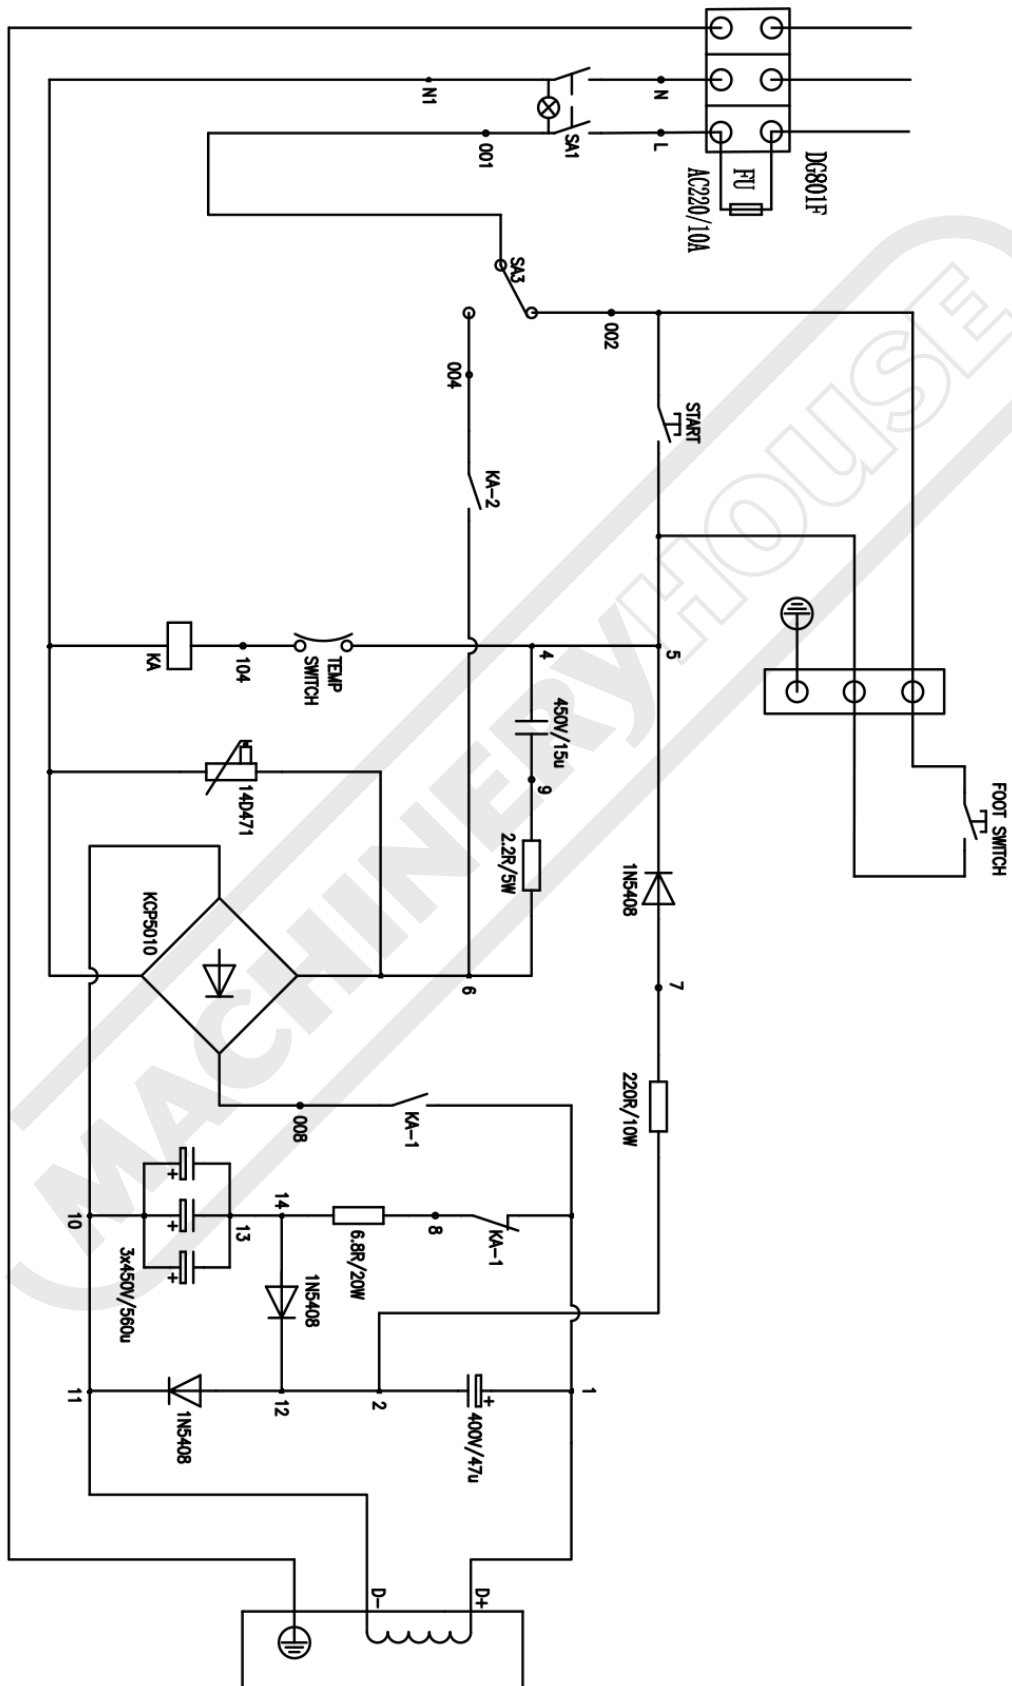 DG801F
FU
AC220/10A
N1
N
SA1
001
L
SA3
002
004
START
KA-2
KA
104
TEMP
SWITCH
4
5
450V/15u
9
2.2R/5W
14D471
KCP5010
6
1N5408
7
FOOT SWITCH
220R/10W
008
KA-1
10
13
14
8
KA-1
6.8R/20W
3x450V/560u
1N5408
11
12
2
1
1N5408
400V/47u
D-
D+
MACHINERYHOUSE